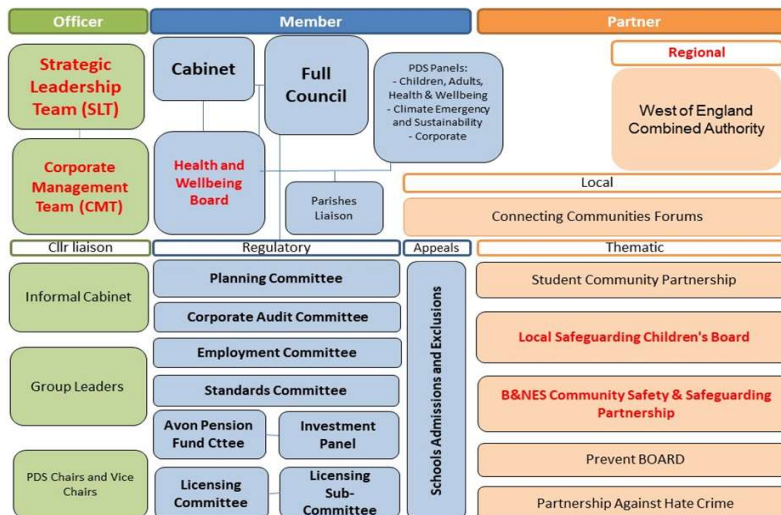 Officer
Member
Partner
Strategic
Leadership
Team (SLT)
Corporate
Management
Team (CMT)
Cabinet
Full
Council
PDS Panels:
- Children, Adults,
Health & Wellbeing
- Climate Emergency
and Sustainability
- Corporate
Health and
Wellbeing
Board
Parishes
Liaison
Regional
West of England
Combined Authority
Local
Connecting Communities Forums
Cllr liaison
Regulatory
Appeals
Thematic
Informal Cabinet
Group Leaders
PDS Chairs and Vice
Chairs
Planning Committee
Corporate Audit Committee
Employment Committee
Standards Committee
Avon Pension
Fund Cttee
Investment
Panel
Licensing
Committee
Licensing
Sub-
Committee
Schools Admissions and Exclusions
Student Community Partnership
Local Safeguarding Children's Board
B&NES Community Safety & Safeguarding
Partnership
Prevent BOARD
Partnership Against Hate Crime